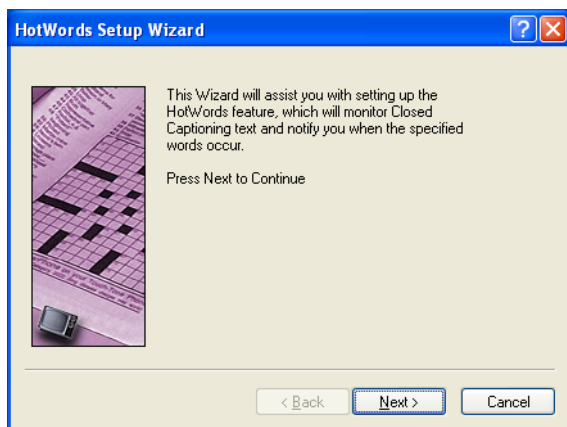 HotWords Setup Wizard
This Wizard will assist you with setting up the
HotWords feature, which will monitor Closed
Captioning text and notify you when the specified
words occur.
Press Next to Continue
< Back
Next >
Cancel